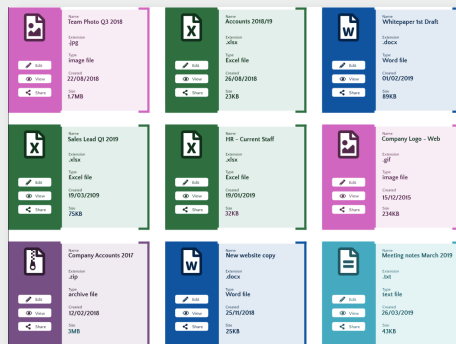 Name
Team Photo Q3 2018
Extension
.jpg
Type
image file
Created
22/08/2018
Size
1.7MB
Edit
View
Share
Name
Accounts 2018/19
Extension
.xlsx
Type
Excel file
Created
26/08/2018
Size
23KB
Edit
View
Share
Name
Whitepaper 1st Draft
Extension
.docx
Type
Word file
Created
01/02/2019
Size
89KB
Edit
View
Share
Name
Sales Lead Q1 2019
Extension
.xlsx
Type
Excel file
Created
19/03/2109
Size
75KB
Edit
View
Share
Name
HR - Current Staff
Extension
.xlsx
Type
Excel file
Created
19/01/2019
Size
32KB
Edit
View
Share
Name
Company Logo - Web
Extension
.gif
Type
image file
Created
15/12/2015
Size
234KB
Edit
View
Share
Name
Company Accounts 2017
Extension
.zip
Type
archive file
Created
12/02/2018
Size
3MB
Edit
View
Share
Name
New website copy
Extension
.docx
Type
Word file
Created
25/11/2018
Size
25KB
Edit
View
Share
Name
Meeting notes March 2019
Extension
.txt
Type
text file
Created
26/03/2019
Size
43KB
Edit
View
Share